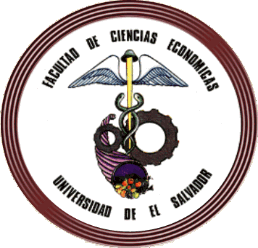 FACULTAD DE CIENCIAS ECONOMICAS
UNIVERSIDAD DE EL SALVADOR